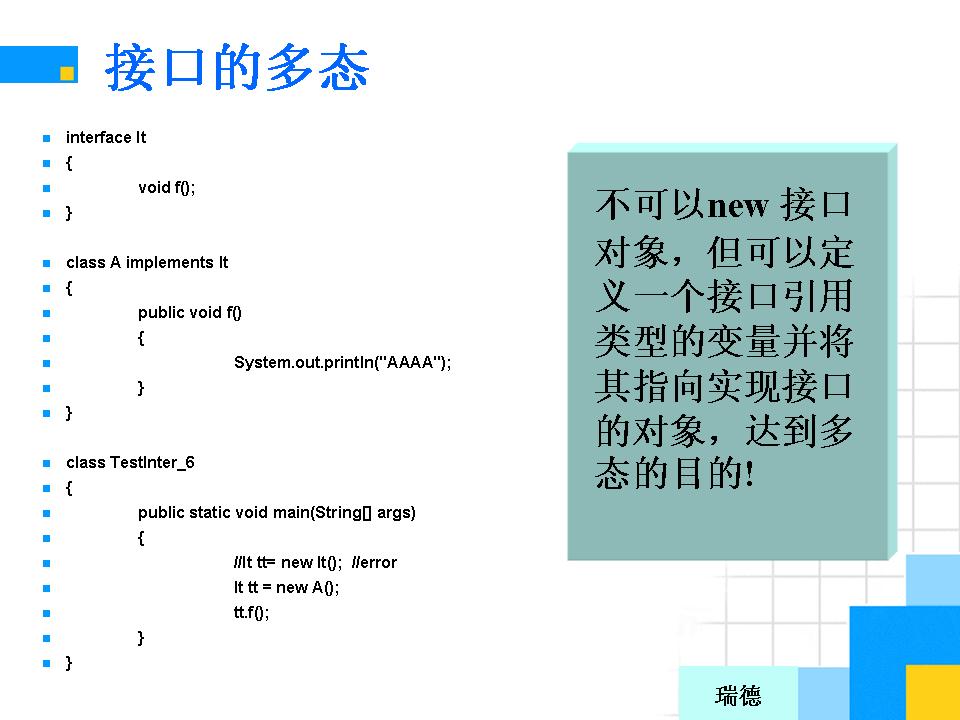 接口的多态
interface It
{
void f();
}
class A implements It
{
public void f()
{
System.out.println("AAAA");
}
}
class TestInter_6
{
public static void main(String[] args)
{
//It tt= new It();  //error
It tt = new A();
tt.f();
}
}
不可以new 接口
对象，但可以定
义一个接口引用
类型的变量并将
其指向实现接口
的对象，达到多
态的目的!
瑞德